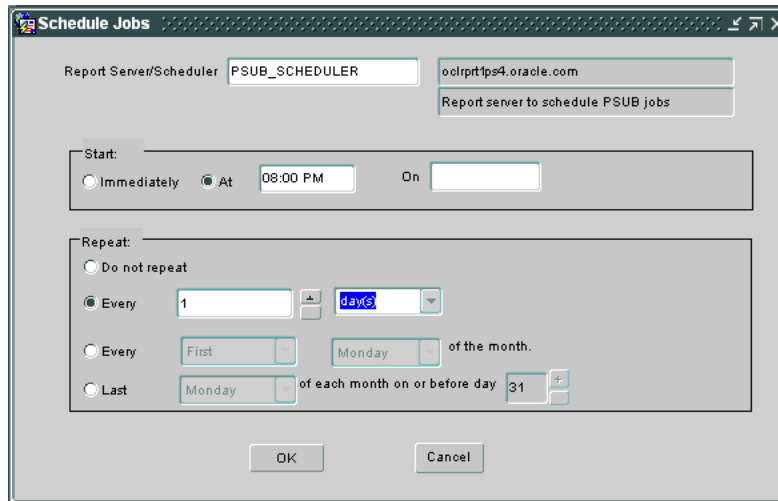 Schedule Jobs
Report Server/Scheduler PSUB_SCHEDULER oclrprt1ps4.oracle.com
Report server to schedule PSUB jobs
Start:
Immediately At 08:00 PM On
Repeat:
Do not repeat
Every 1 day(s)
Every First Monday of the month.
Last Monday of each month on or before day 31
OK Cancel